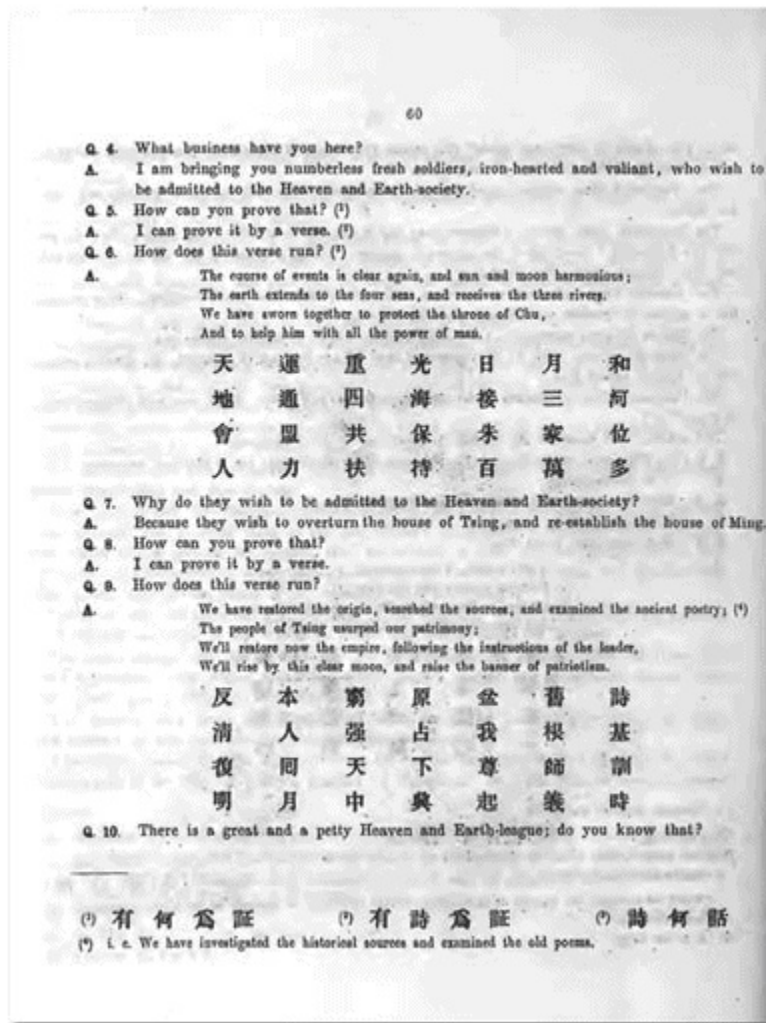 60
Q. 4. What business have you here?
A. I am bringing you numberless fresh soldiers, iron-hearted and valiant, who wish to
be admitted to the Heaven and Earth-society.
Q. 5. How can you prove that? (¹)
A. I can prove it by a verse. (²)
Q. 6. How does this verse run? (³)
A. The course of events is clear again, and sun and moon harmonious;
The earth extends to the four seas, and receives the three rivers.
We have sworn together to protect the throne of Chu,
And to help him with all the power of man.
天 運 重 光 日 月 和
地 通 四 海 接 三 河
會 盟 共 保 朱 家 位
人 力 扶 持 百 萬 多
Q. 7. Why do they wish to be admitted to the Heaven and Earth-society?
A. Because they wish to overturn the house of Tsing, and re-establish the house of Ming.
Q. 8. How can you prove that?
A. I can prove it by a verse.
Q. 9. How does this verse run?
A. We have restored the origin, searched the sources, and examined the ancient poetry; (⁴)
The people of Tsing usurped our patrimony;
We'll restore now the empire, following the instructions of the leader,
We'll rise by this clear moon, and raise the banner of patriotism.
反 本 窮 原 盆 舊 詩
清 人 强 占 我 根 基
復 囘 天 下 尊 師 訓
明 月 中 興 起 義 時
Q. 10. There is a great and a petty Heaven and Earth-league; do you know that?
(¹) 有 何 爲 証 (²) 有 詩 爲 証 (³) 詩 何 話
(⁴) i. e. We have investigated the historical sources and examined the old poems.